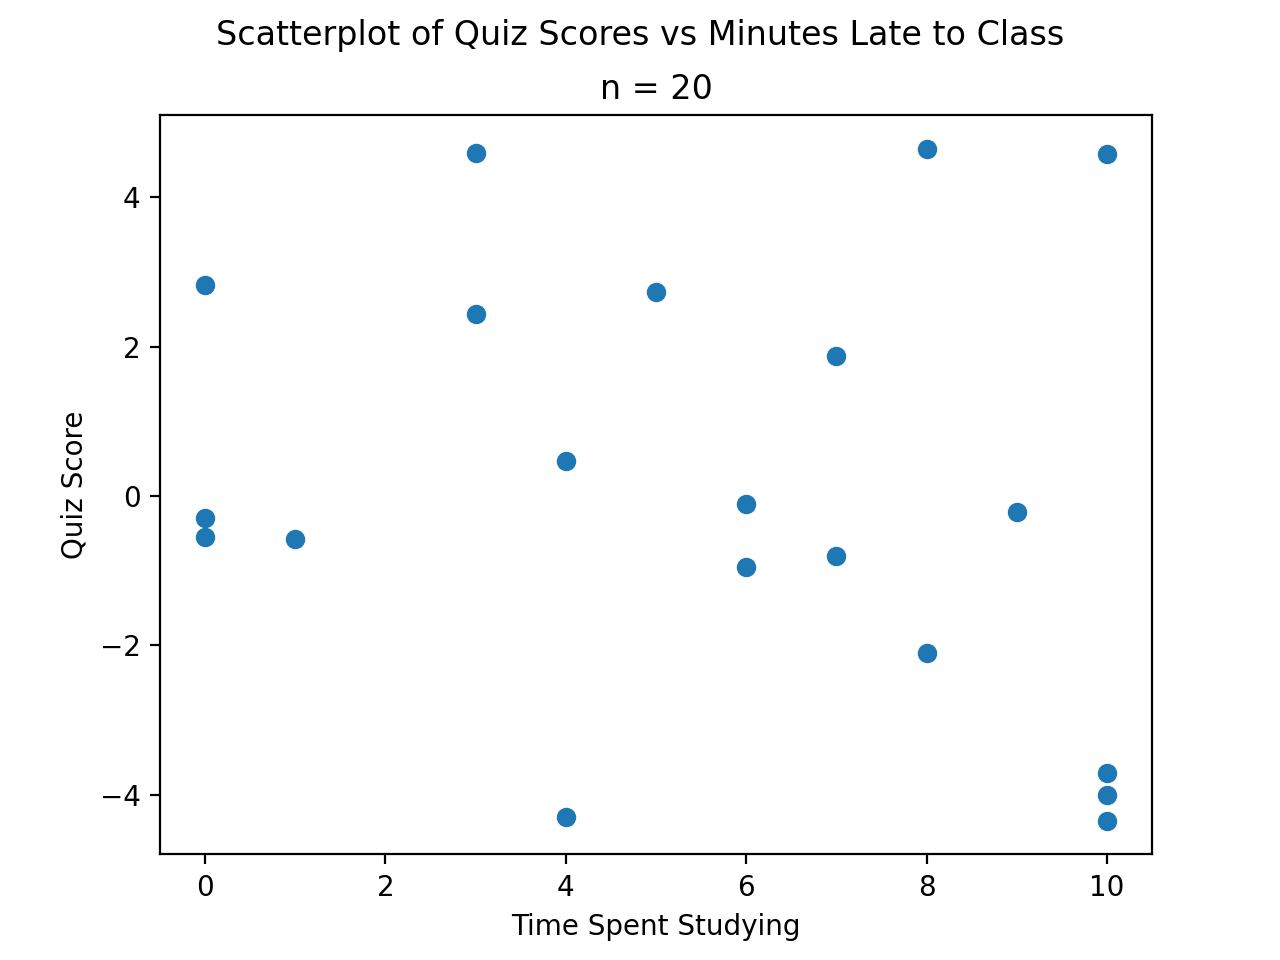 Scatterplot of Quiz Scores vs Minutes Late to Class
n = 20
4
2
0
−2
−4
Quiz Score
0 2 4 6 8 10
Time Spent Studying